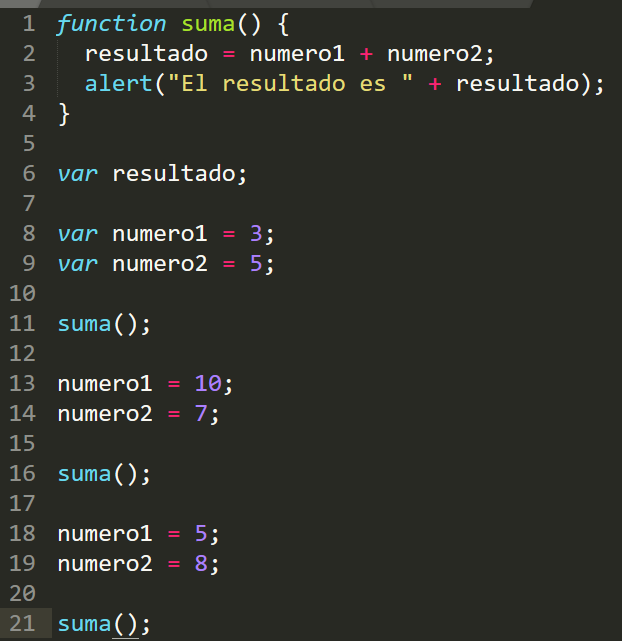 1 function suma() {
2 resultado = numero1 + numero2;
3 alert("El resultado es " + resultado);
4 }
5
6 var resultado;
7
8 var numero1 = 3;
9 var numero2 = 5;
10
11 suma();
12
13 numero1 = 10;
14 numero2 = 7;
15
16 suma();
17
18 numero1 = 5;
19 numero2 = 8;
20
21 suma();